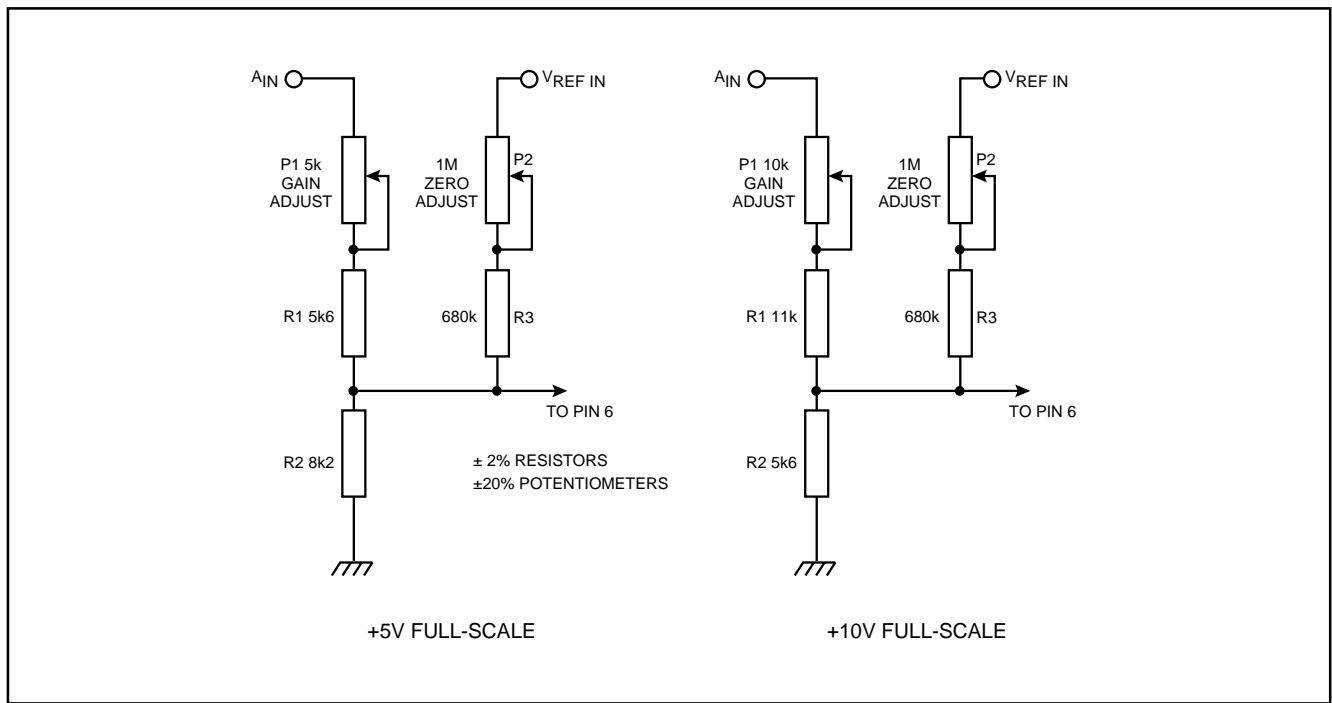 AIN
VREF IN
P1 5k
GAIN
ADJUST
1M
ZERO
ADJUST
P2
R1 5k6
680k
R3
TO PIN 6
R2 8k2
± 2% RESISTORS
±20% POTENTIOMETERS
+5V FULL-SCALE
AIN
VREF IN
P1 10k
GAIN
ADJUST
1M
ZERO
ADJUST
P2
R1 11k
680k
R3
TO PIN 6
R2 5k6
+10V FULL-SCALE